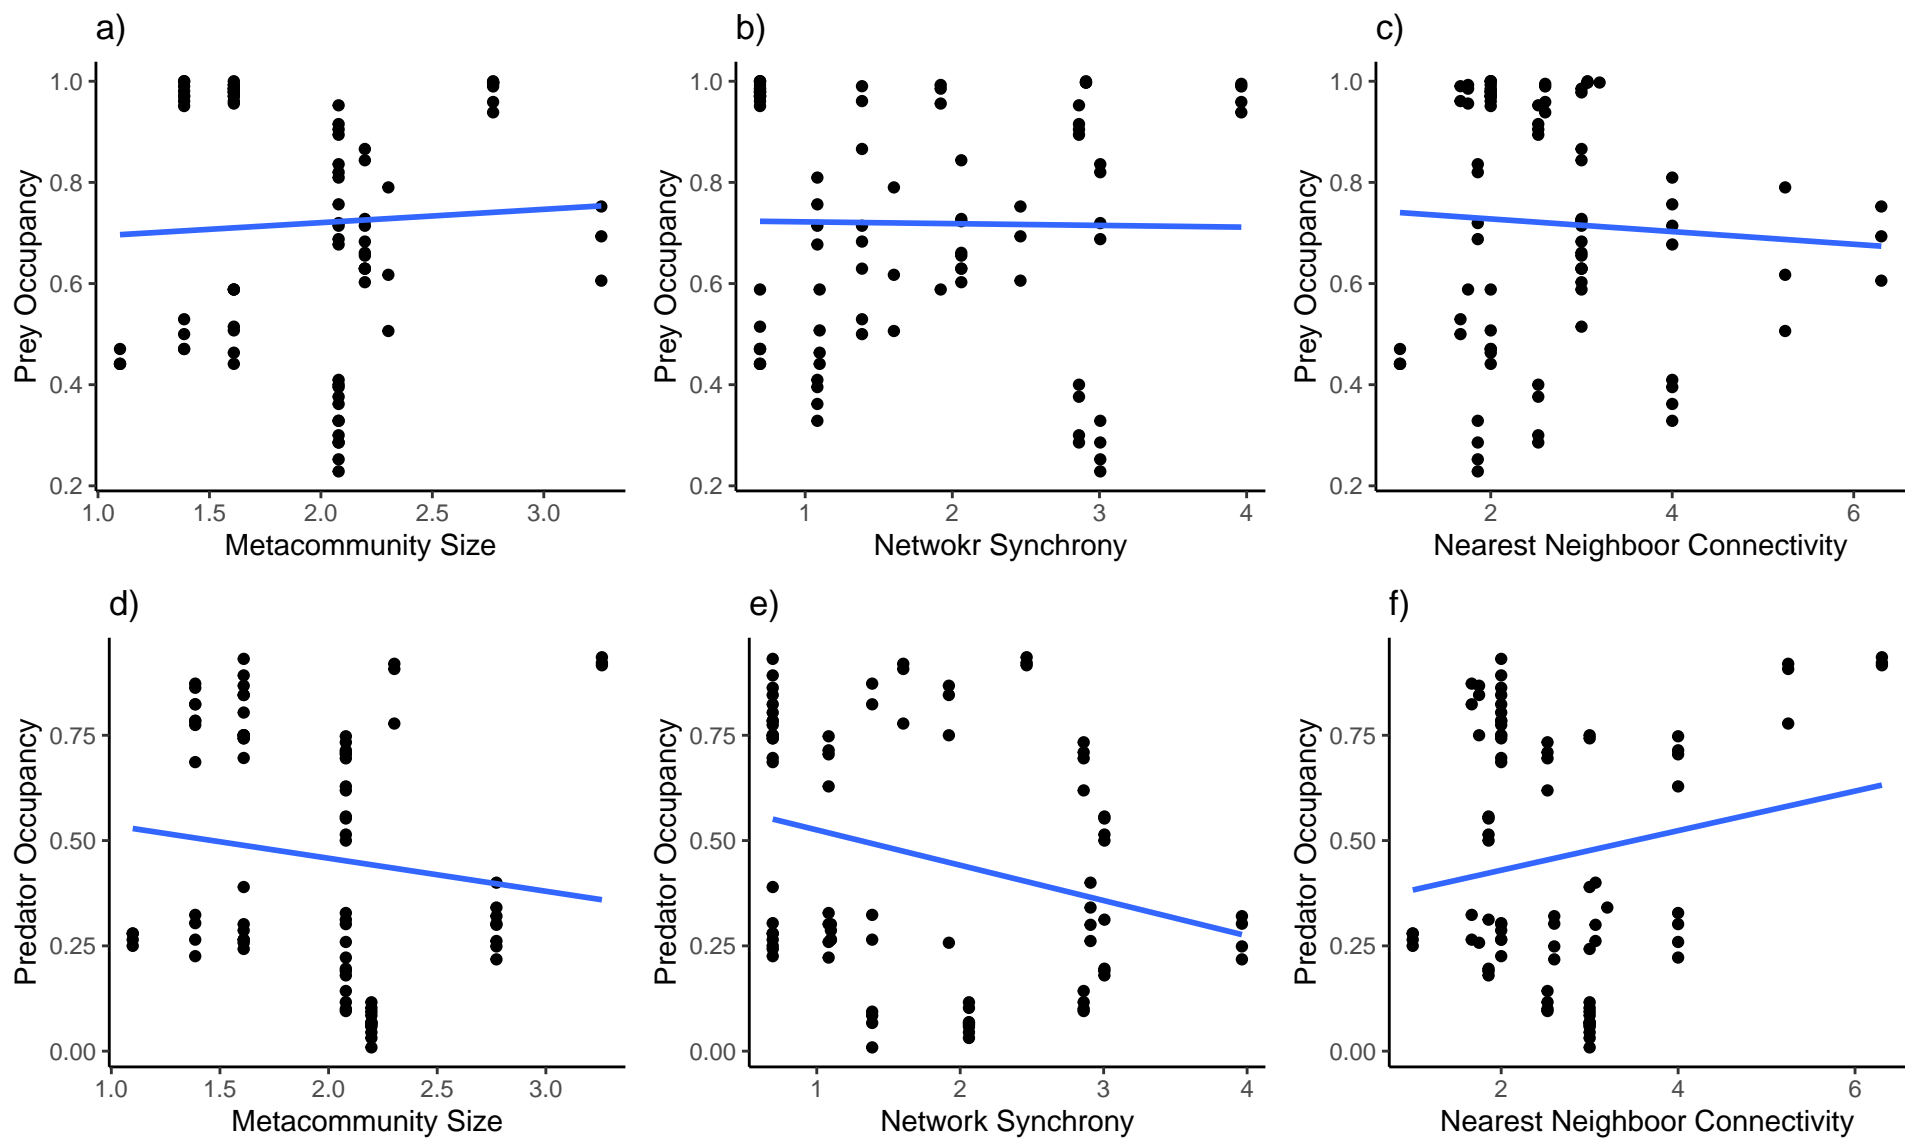 a)
Prey Occupancy
1.0
0.8
0.6
0.4
0.2
1.0 1.5 2.0 2.5 3.0
Metacommunity Size
b)
Prey Occupancy
1.0
0.8
0.6
0.4
0.2
1 2 3 4
Netwokr Synchrony
c)
Prey Occupancy
1.0
0.8
0.6
0.4
0.2
2 4 6
Nearest Neighboor Connectivity
d)
Predator Occupancy
0.75
0.50
0.25
0.00
1.0 1.5 2.0 2.5 3.0
Metacommunity Size
e)
Predator Occupancy
0.75
0.50
0.25
0.00
1 2 3 4
Network Synchrony
f)
Predator Occupancy
0.75
0.50
0.25
0.00
2 4 6
Nearest Neighboor Connectivity